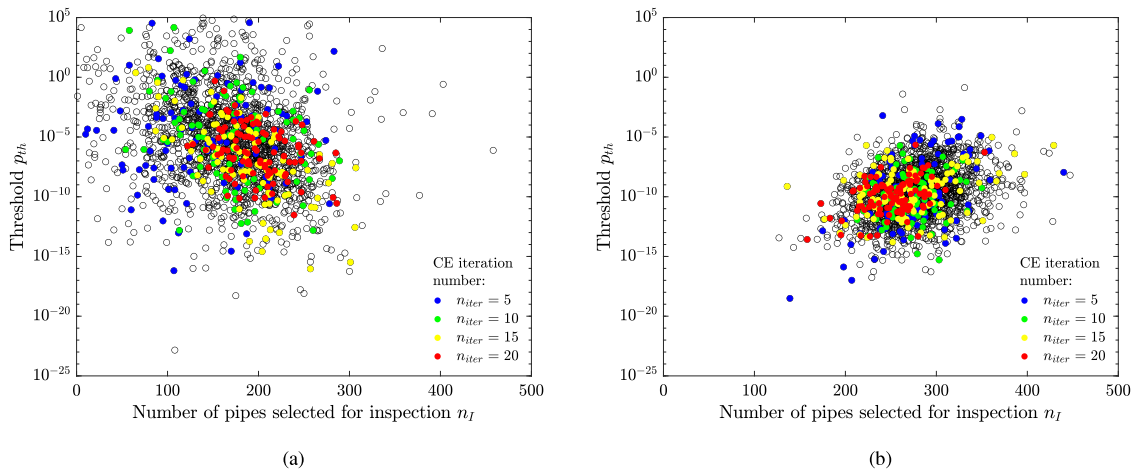 10^5
10^0
10^-5
10^-10
10^-15
10^-20
10^-25
Threshold p_th
0 100 200 300 400 500
Number of pipes selected for inspection n_I
CE iteration
number:
n_iter = 5
n_iter = 10
n_iter = 15
n_iter = 20
(a)
10^5
10^0
10^-5
10^-10
10^-15
10^-20
10^-25
Threshold p_th
0 100 200 300 400 500
Number of pipes selected for inspection n_I
CE iteration
number:
n_iter = 5
n_iter = 10
n_iter = 15
n_iter = 20
(b)